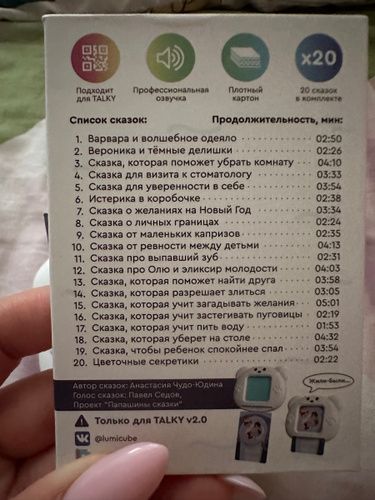 x20
Подходит для TALKY
Профессиональная озвучка
Плотный картон
20 сказок в комплекте
Список сказок: Продолжительность, мин:
1. Варвара и волшебное одеяло 02:50
2. Вероника и тёмные делишки 02:26
3. Сказка, которая поможет убрать комнату 04:10
4. Сказка для визита к стоматологу 03:33
5. Сказка для уверенности в себе 03:54
6. Истерика в коробочке 02:38
7. Сказка о желаниях на Новый Год 03:34
8. Сказка о личных границах 02:24
9. Сказка от маленьких капризов 02:35
10. Сказка от ревности между детьми 04:13
11. Сказка про выпавший зуб 02:31
12. Сказка про Олю и эликсир молодости 04:03
13. Сказка, которая поможет найти друга 03:58
14. Сказка, которая разрешает злиться 03:05
15. Сказка, которая учит загадывать желания 05:01
16. Сказка, которая учит застегивать пуговицы 02:19
17. Сказка, которая учит пить воду 01:53
18. Сказка, которая уберет на столе 04:32
19. Сказка, чтобы ребенок спокойнее спал 03:54
20. Цветочные секретики 02:22
Автор сказок: Анастасия Чудо-Юдина
Голос сказок: Павел Седов,
Проект "Папашины сказки"
Жили-были...
Только для TALKY v2.0
@lumicube